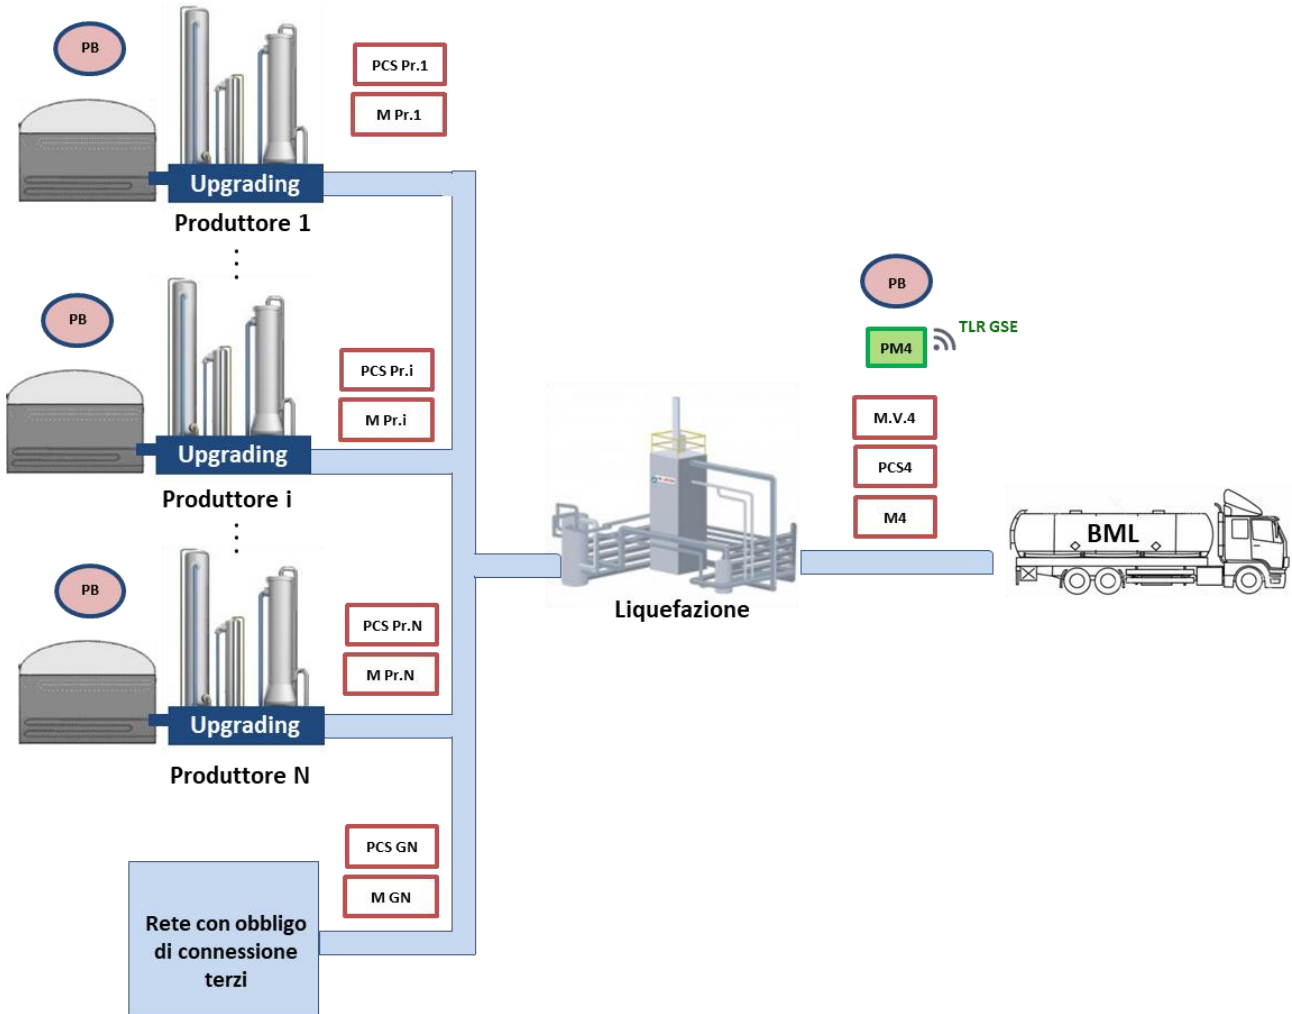 PB
PCS Pr.1
M Pr.1
Upgrading
Produttore 1
PB
PCS Pr.i
M Pr.i
Upgrading
Produttore i
PB
PCS Pr.N
M Pr.N
Upgrading
Produttore N
PCS GN
M GN
Rete con obbligo
di connessione
terzi
Liquefazione
PB
TLR GSE
PM4
M.V.4
PCS4
M4
BML